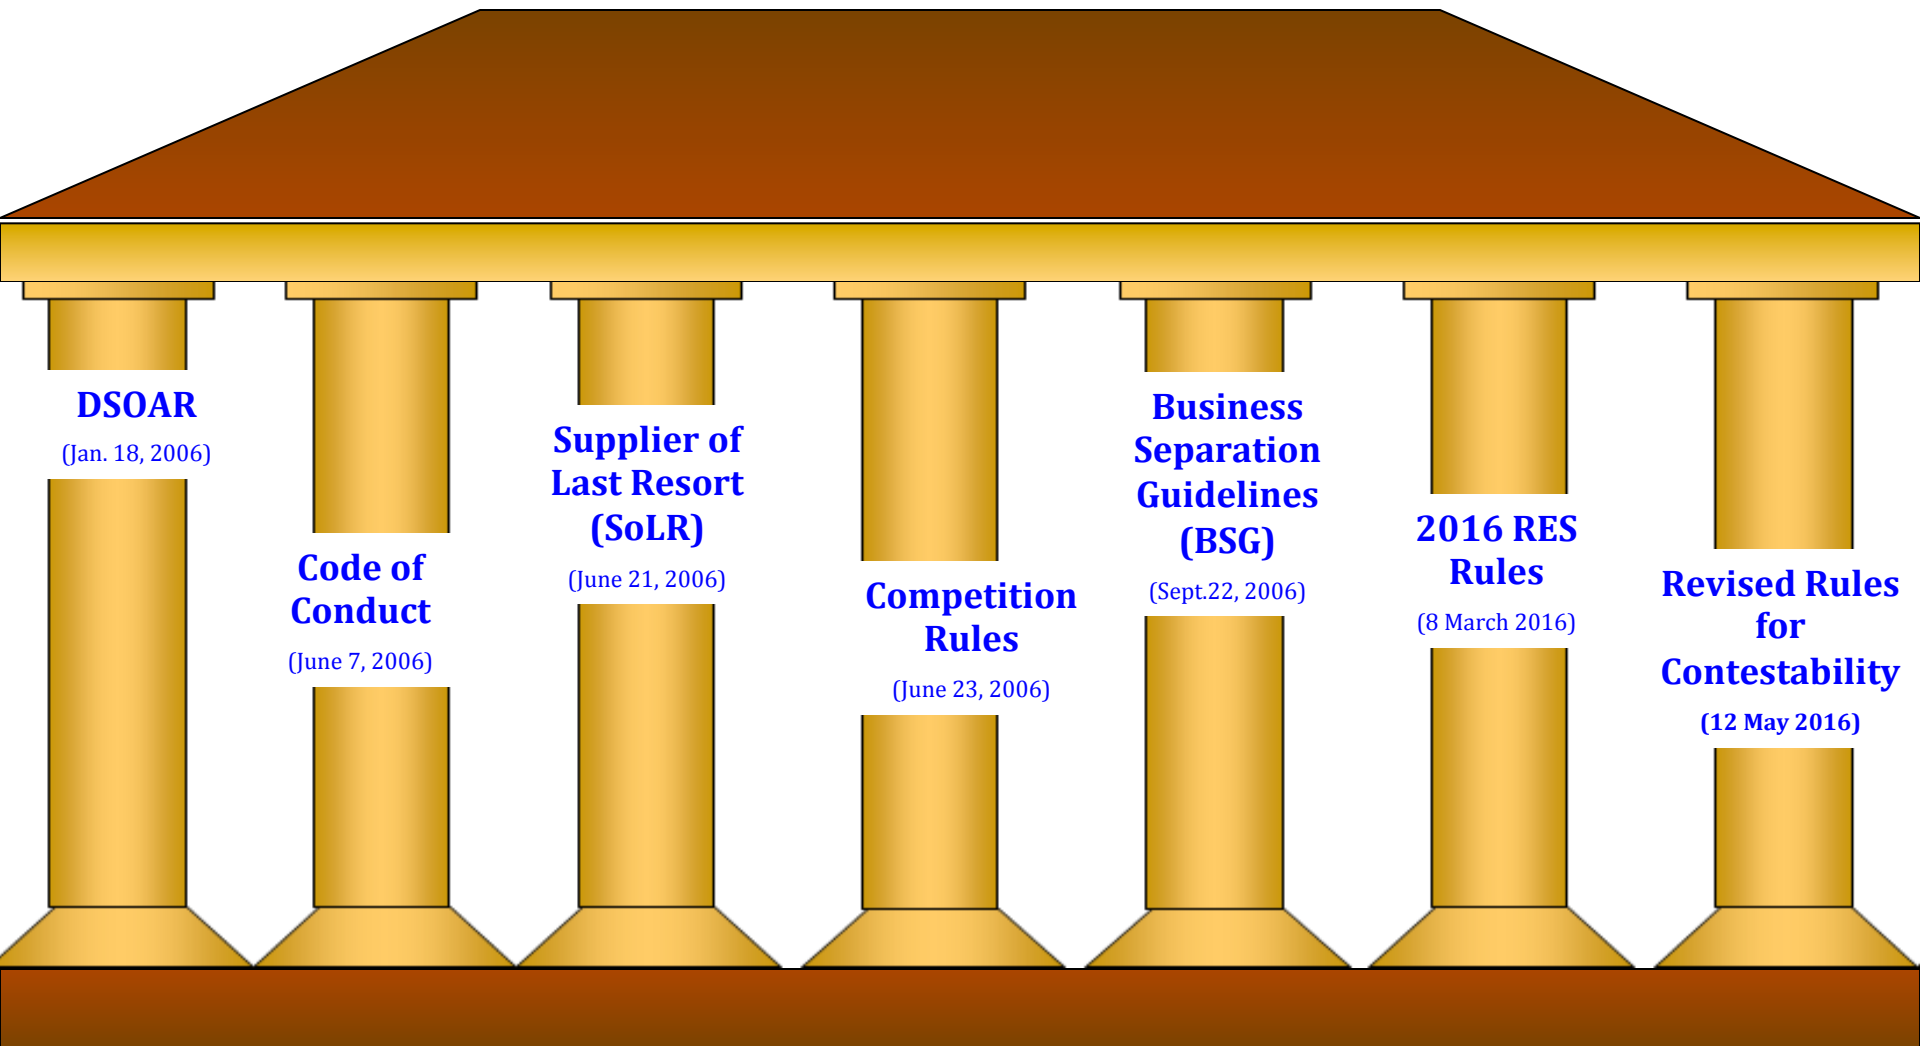 DSOAR
(Jan. 18, 2006)
Code of
Conduct
(June 7, 2006)
Supplier of
Last Resort
(SoLR)
(June 21, 2006)
Competition
Rules
(June 23, 2006)
Business
Separation
Guidelines
(BSG)
(Sept.22, 2006)
2016 RES
Rules
(8 March 2016)
Revised Rules
for
Contestability
(12 May 2016)